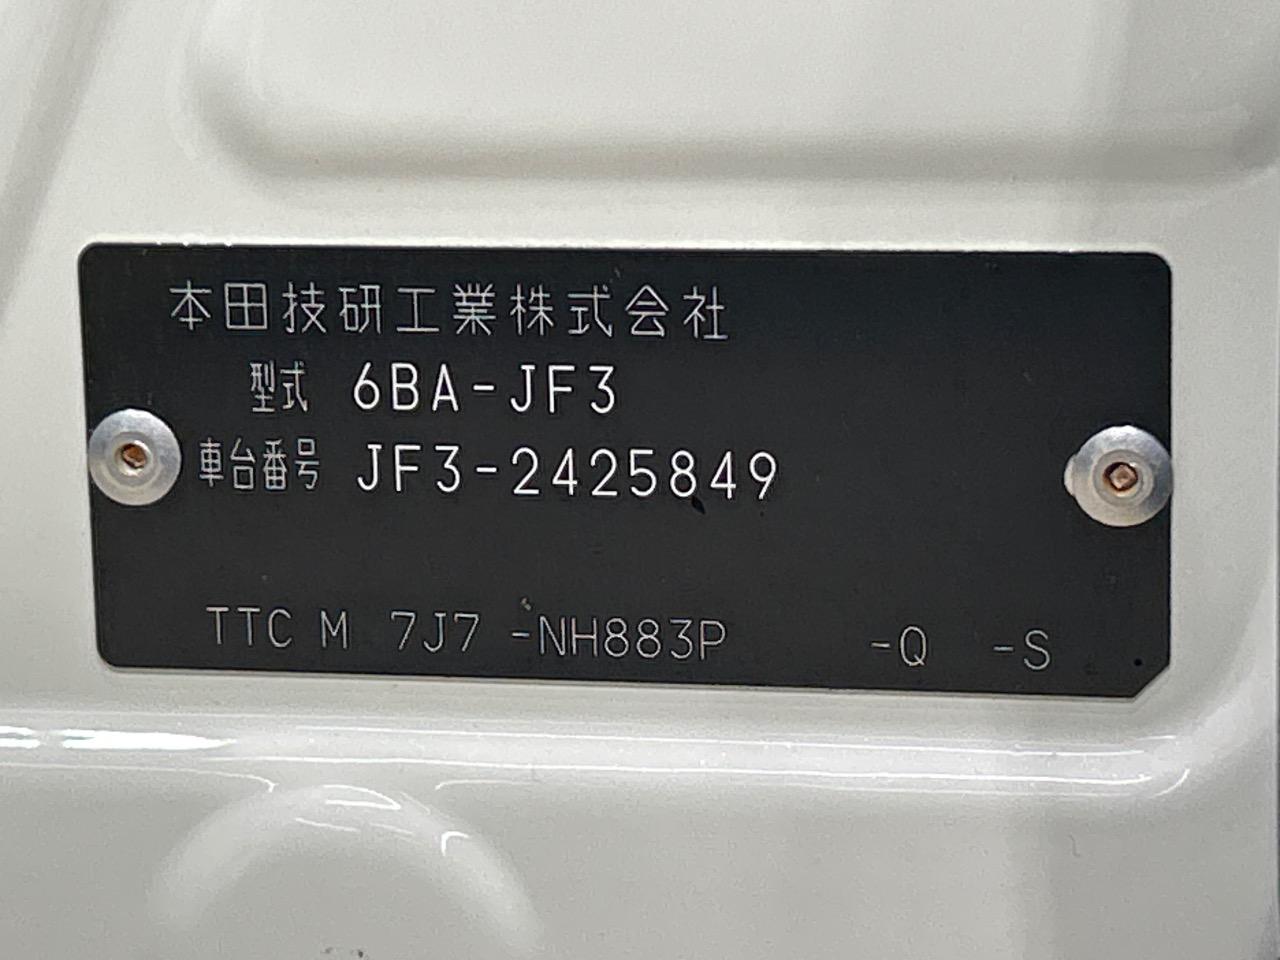 本田技研工業株式会社
型式 6BA-JF3
車台番号 JF3-2425849
TTC M 7J7 -NH883P -Q -S